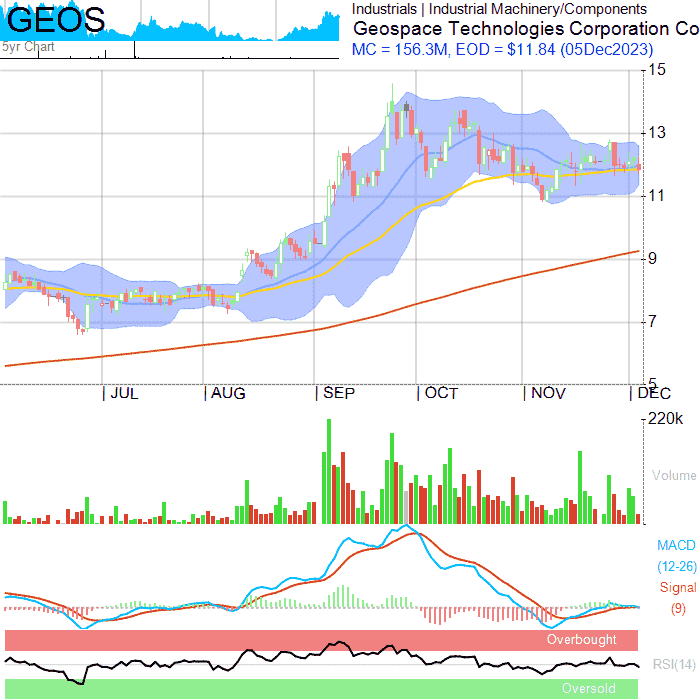 GEOS
Industrials | Industrial Machinery/Components
Geospace Technologies Corporation Co
MC = 156.3M, EOD = $11.84 (05Dec2023)
5yr Chart
15
13
11
9
7
5
JUL AUG SEP OCT NOV DEC
220k
Volume
MACD
(12-26)
Signal
(9)
Overbought
RSI(14)
Oversold